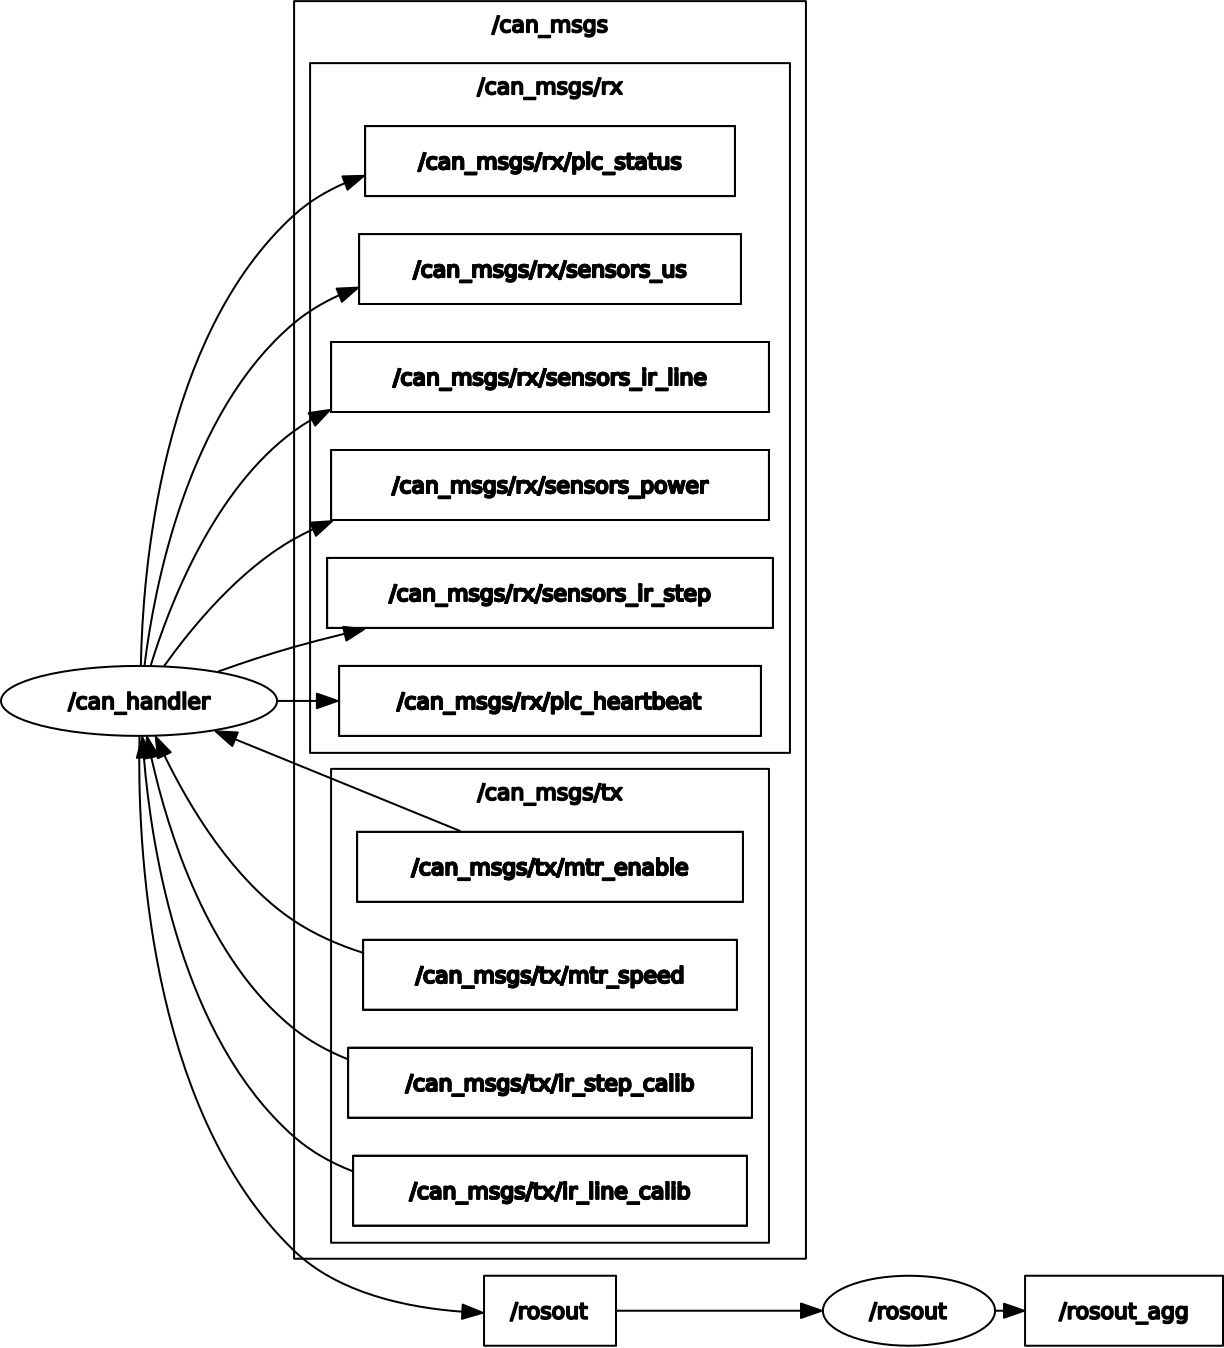 /can_msgs
/can_msgs/rx
/can_msgs/rx/plc_status
/can_msgs/rx/sensors_us
/can_msgs/rx/sensors_ir_line
/can_msgs/rx/sensors_power
/can_msgs/rx/sensors_ir_step
/can_handler
/can_msgs/rx/plc_heartbeat
/can_msgs/tx
/can_msgs/tx/mtr_enable
/can_msgs/tx/mtr_speed
/can_msgs/tx/ir_step_calib
/can_msgs/tx/ir_line_calib
/rosout
/rosout
/rosout_agg